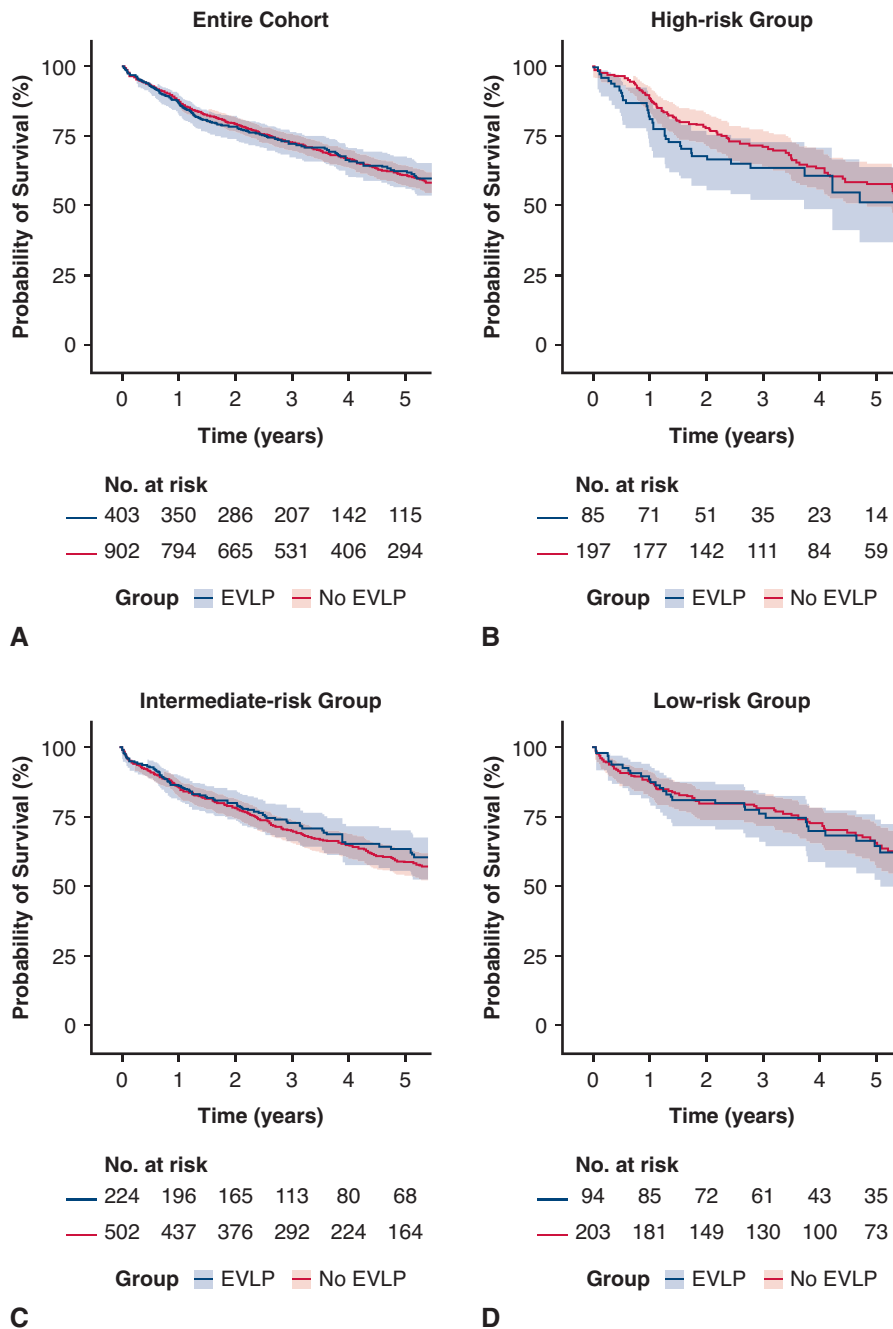 Entire Cohort
Probability of Survival (%)
100
75
50
25
0
0 1 2 3 4 5
Time (years)
No. at risk
403 350 286 207 142 115
902 794 665 531 406 294
Group EVLP No EVLP
A
High-risk Group
Probability of Survival (%)
100
75
50
25
0
0 1 2 3 4 5
Time (years)
No. at risk
85 71 51 35 23 14
197 177 142 111 84 59
Group EVLP No EVLP
B
Intermediate-risk Group
Probability of Survival (%)
100
75
50
25
0
0 1 2 3 4 5
Time (years)
No. at risk
224 196 165 113 80 68
502 437 376 292 224 164
Group EVLP No EVLP
C
Low-risk Group
Probability of Survival (%)
100
75
50
25
0
0 1 2 3 4 5
Time (years)
No. at risk
94 85 72 61 43 35
203 181 149 130 100 73
Group EVLP No EVLP
D